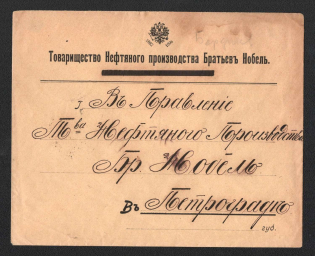 Товарищество Нефтяного производства Братьевъ Нобель.
Въ Правленіе
Т-ва Нефтяного Производства
Бр. Нобель
Въ Петроградъ
губ.